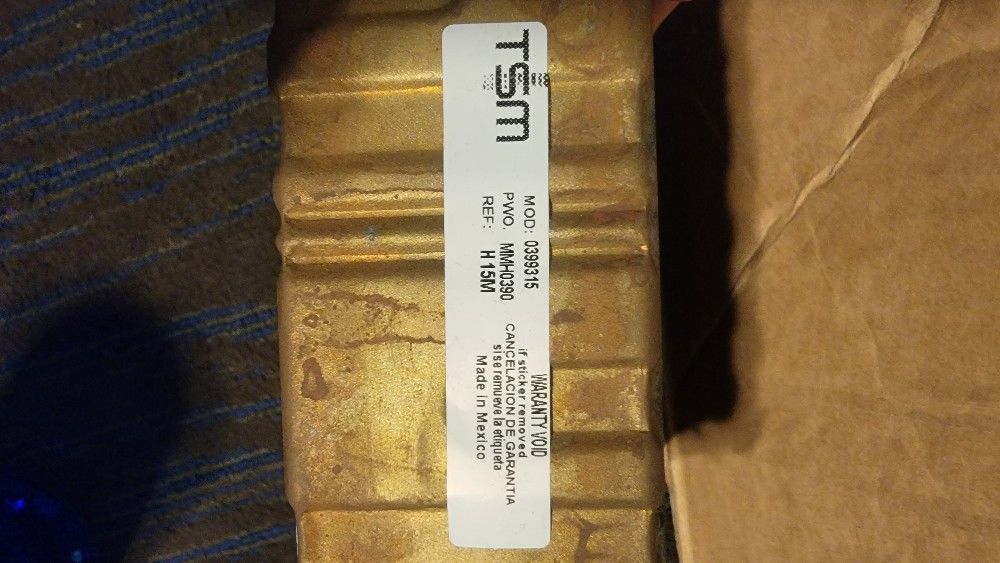 TSM
MOD: 0399315
PWO. MMH0390
REF: H15M
WARANTY VOID
if sticker removed
CANCELACION DE GARANTIA
si se remueve la etiqueta
Made in Mexico